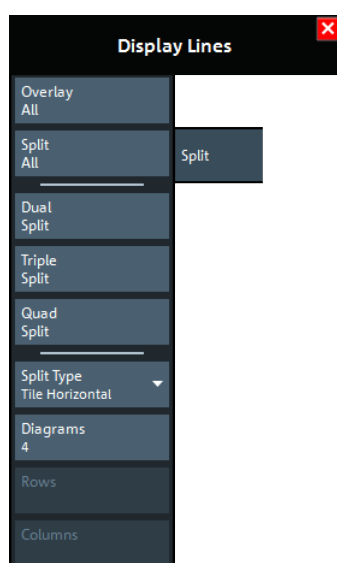 Display Lines
Overlay
All
Split
All
Split
Dual
Split
Triple
Split
Quad
Split
Split Type
Tile Horizontal
Diagrams
4
Rows
Columns